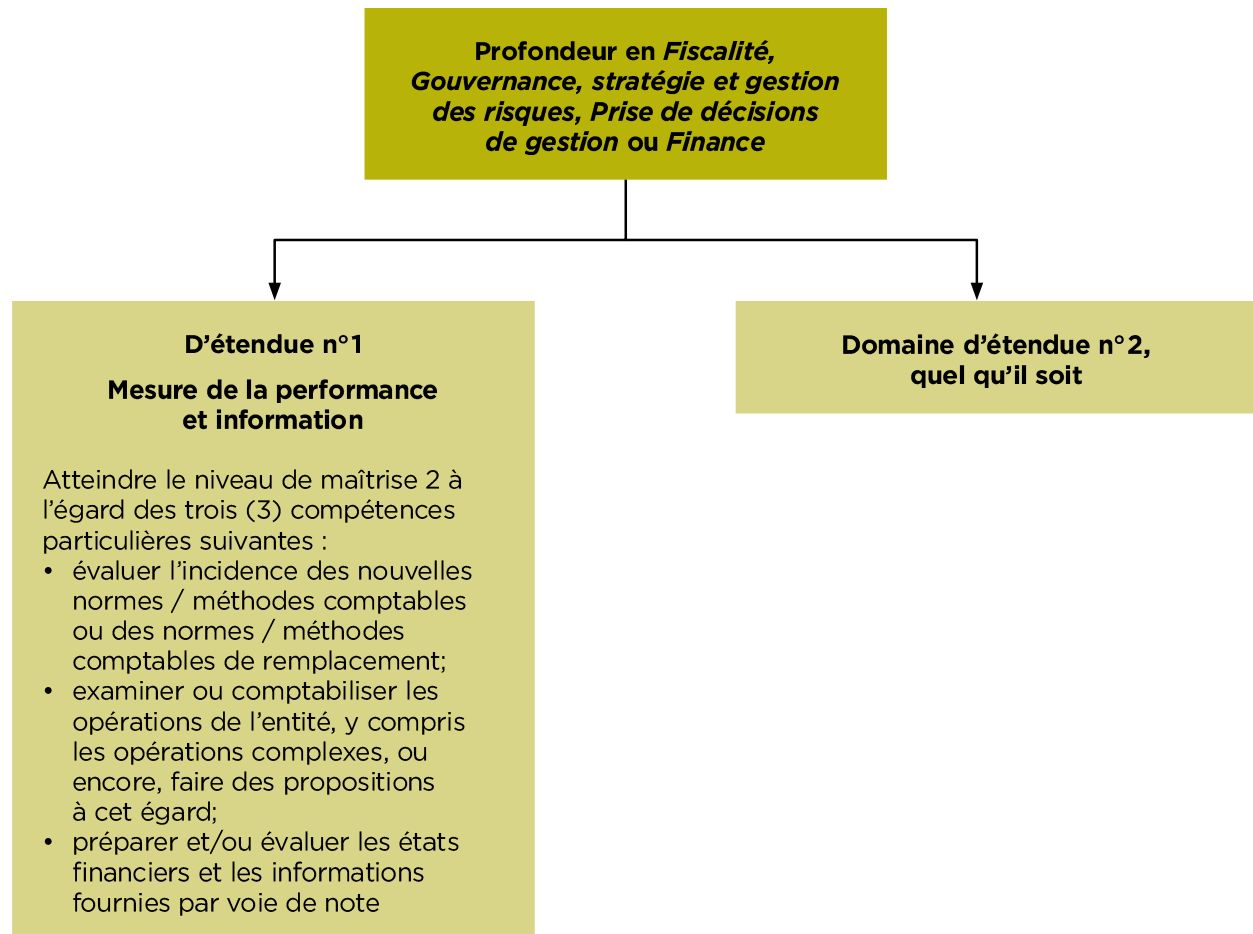 Profondeur en Fiscalité,
Gouvernance, stratégie et gestion
des risques, Prise de décisions
de gestion ou Finance
D'étendue n°1
Mesure de la performance
et information
Atteindre le niveau de maîtrise 2 à
l'égard des trois (3) compétences
particulières suivantes :
• évaluer l'incidence des nouvelles
normes / méthodes comptables
ou des normes / méthodes
comptables de remplacement;
• examiner ou comptabiliser les
opérations de l'entité, y compris
les opérations complexes, ou
encore, faire des propositions
à cet égard;
• préparer et/ou évaluer les états
financiers et les informations
fournies par voie de note
Domaine d'étendue n°2,
quel qu'il soit